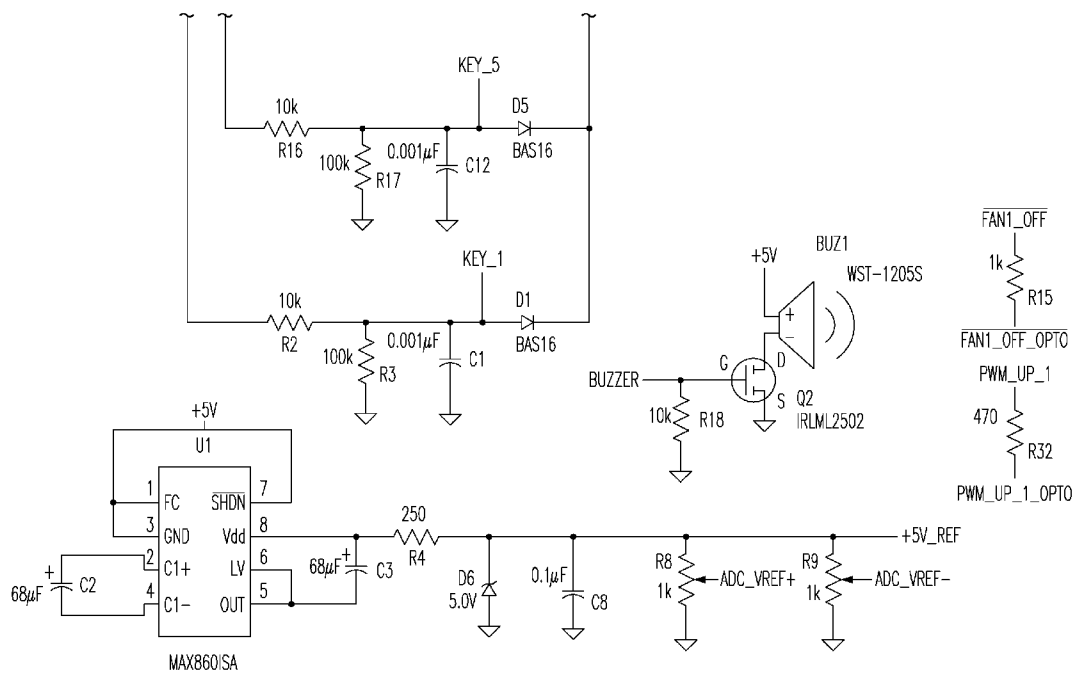 KEY_5
10k
R16
100k
R17
0.001µF
C12
D5
BAS16
KEY_1
10k
R2
100k
R3
0.001µF
C1
D1
BAS16
+5V
BUZ1
WST-1205S
+
−
BUZZER
G
D
S
Q2
IRLML2502
10k
R18
FAN1_OFF
1k
R15
FAN1_OFF_OPTO
PWM_UP_1
470
R32
PWM_UP_1_OPTO
+5V
U1
1
FC
SHDN
7
3
GND
Vdd
8
2
C1+
LV
6
4
C1−
OUT
5
MAX860ISA
+
68µF
C2
68µF
+
C3
250
R4
D6
5.0V
0.1µF
C8
R8
1k
ADC_VREF+
R9
1k
ADC_VREF−
+5V_REF